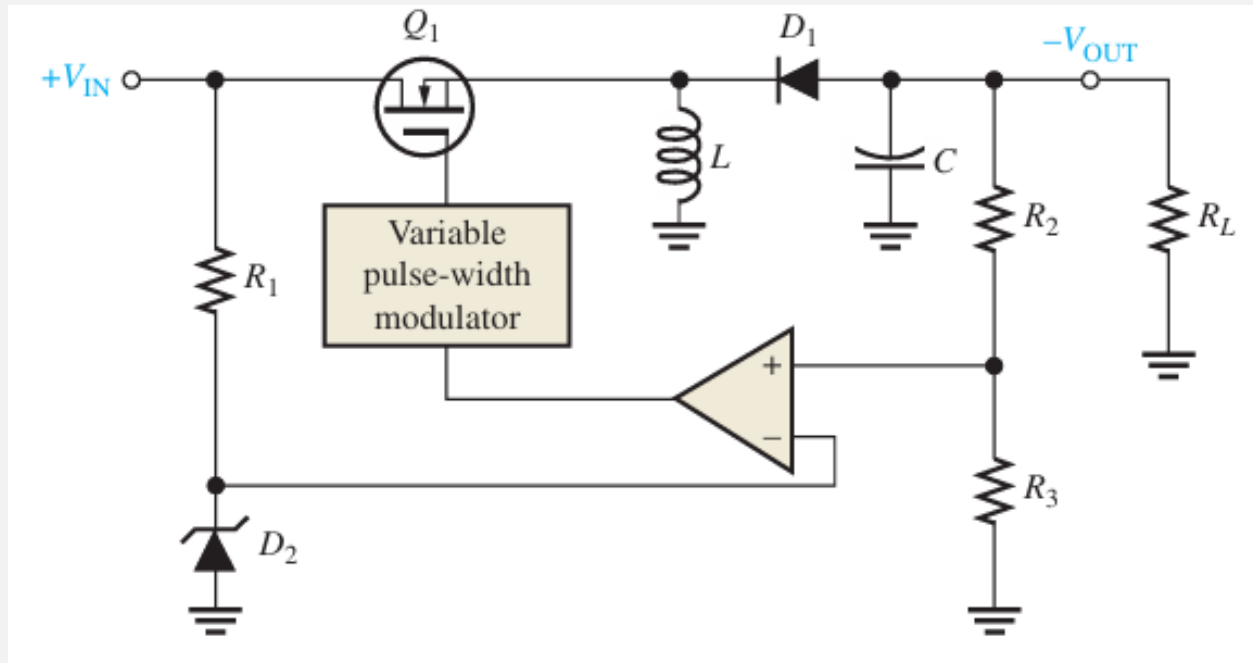 Q1
D1
−VOUT
+VIN
L
C
R2
RL
Variable
pulse-width
modulator
R1
+
−
R3
D2